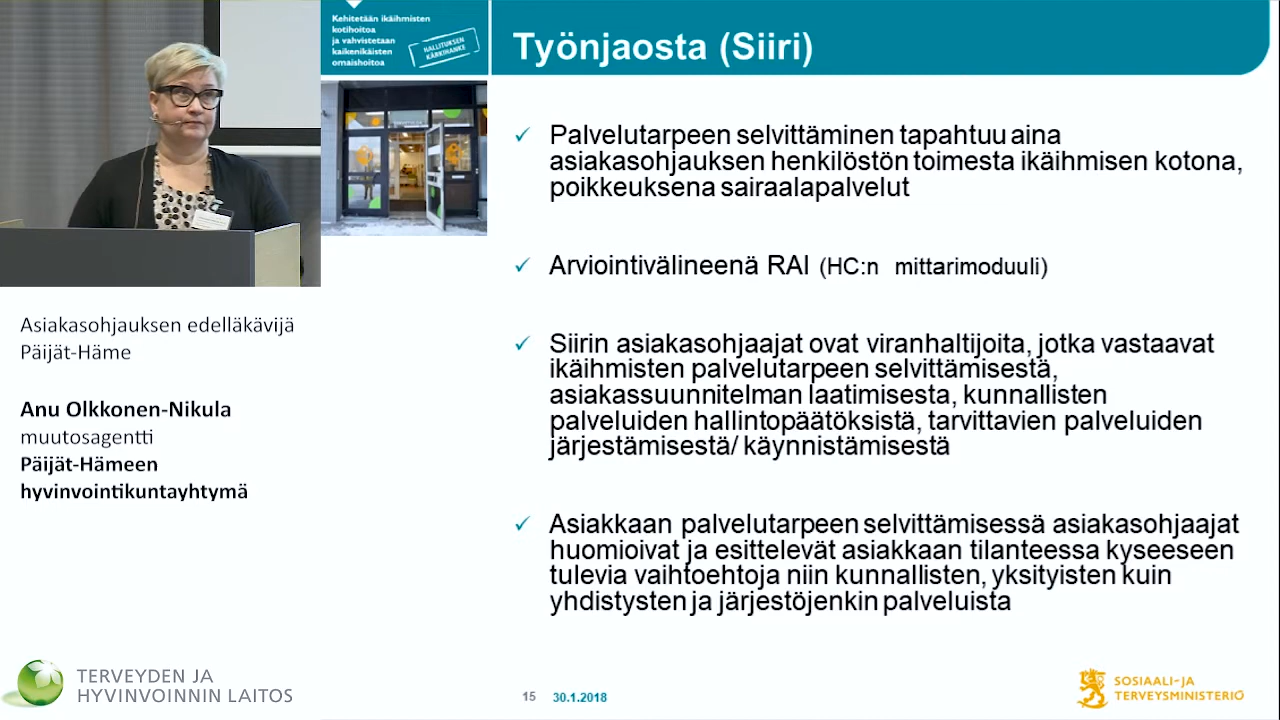 Kehitetään ikäihmisten
kotihoitoa
ja vahvistetaan
kaikenikäisten
omaishoitoa
HALLITUKSEN
KÄRKIHANKE
Työnjaosta (Siiri)
Palvelutarpeen selvittäminen tapahtuu aina
asiakasohjauksen henkilöstön toimesta ikäihmisen kotona,
poikkeuksena sairaalapalvelut
Arviointivälineenä RAI (HC:n mittarimoduuli)
Siirin asiakasohjaajat ovat viranhaltijoita, jotka vastaavat
ikäihmisten palvelutarpeen selvittämisestä,
asiakassuunnitelman laatimisesta, kunnallisten
palveluiden hallintopäätöksistä, tarvittavien palveluiden
järjestämisestä/ käynnistämisestä
Asiakkaan palvelutarpeen selvittämisessä asiakasohjaajat
huomioivat ja esittelevät asiakkaan tilanteessa kyseeseen
tulevia vaihtoehtoja niin kunnallisten, yksityisten kuin
yhdistysten ja järjestöjenkin palveluista
Asiakasohjauksen edelläkävijä
Päijät-Häme
Anu Olkkonen-Nikula
muutosagentti
Päijät-Hämeen
hyvinvointikuntayhtymä
TERVEYDEN JA
HYVINVOINNIN LAITOS
15 30.1.2018
SOSIAALI- JA
TERVEYSMINISTERIÖ